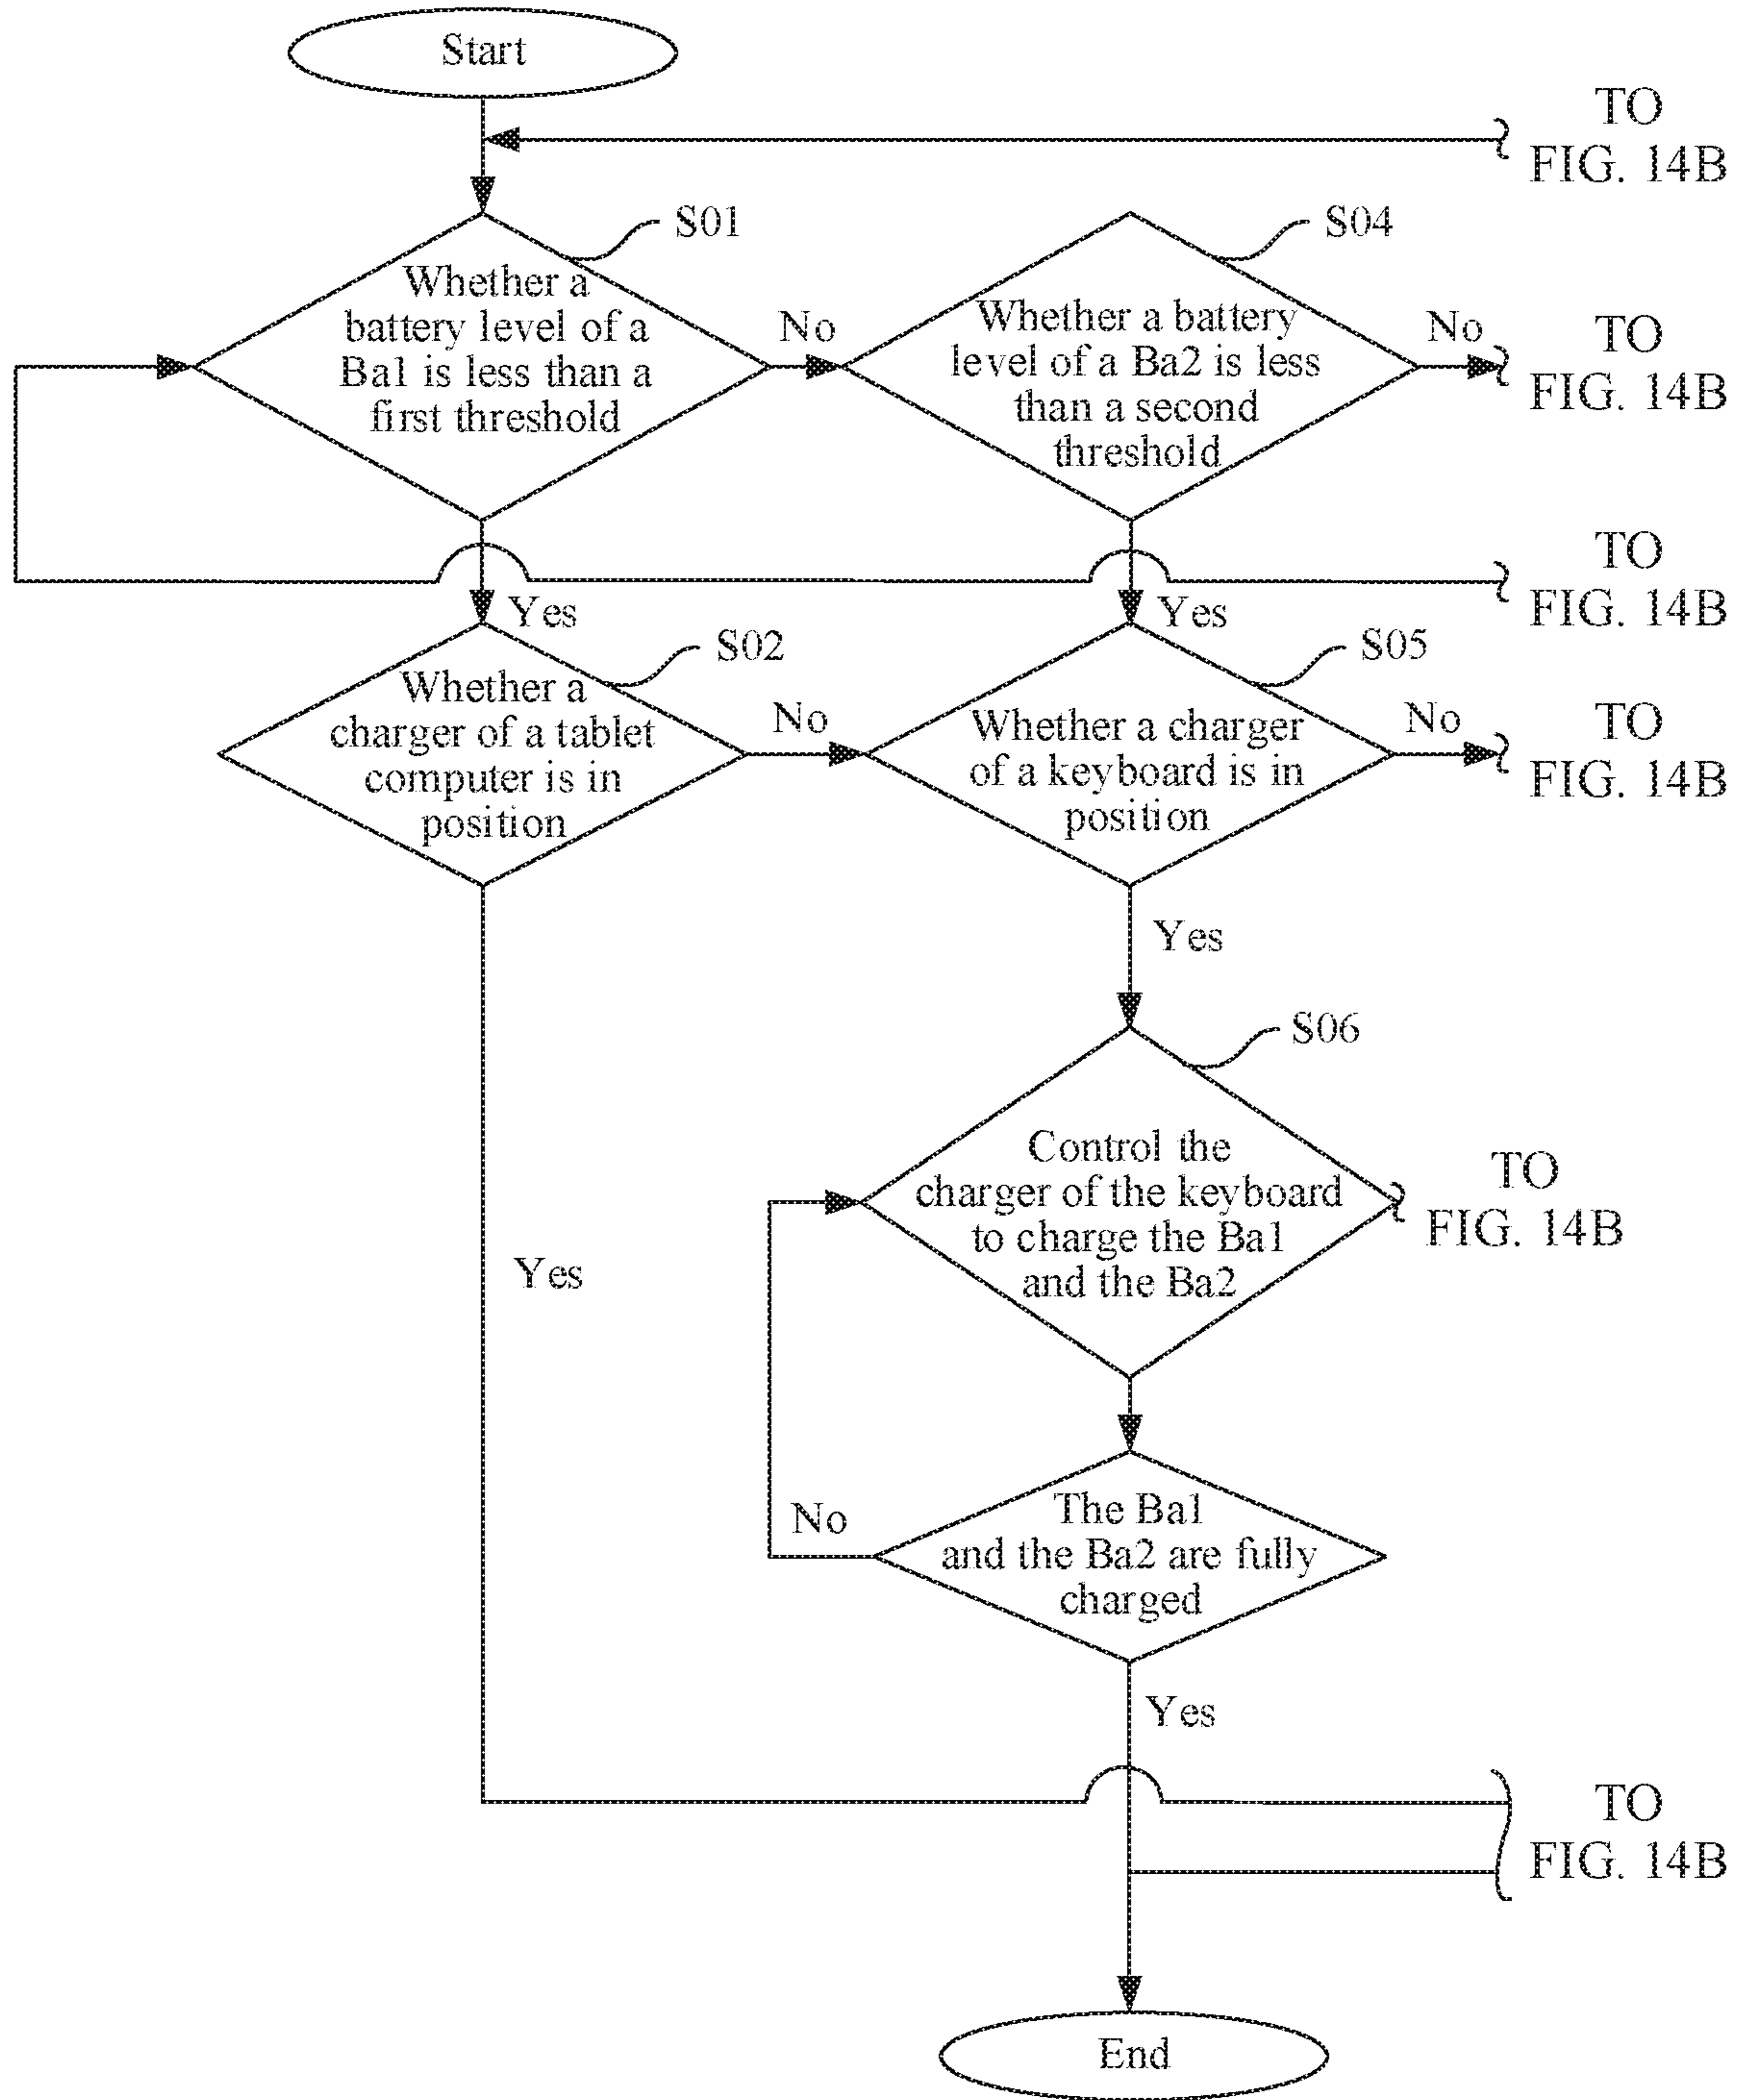 Start
TO
FIG. 14B
S01
Whether a
battery level of a
Ba1 is less than a
first threshold
No
S04
Whether a battery
level of a Ba2 is less
than a second
threshold
No
TO
FIG. 14B
TO
FIG. 14B
Yes
Yes
S02
Whether a
charger of a tablet
computer is in
position
No
S05
Whether a charger
of a keyboard is in
position
No
TO
FIG. 14B
Yes
S06
Control the
charger of the keyboard
to charge the Ba1
and the Ba2
TO
FIG. 14B
Yes
No
The Ba1
and the Ba2 are fully
charged
Yes
TO
FIG. 14B
End